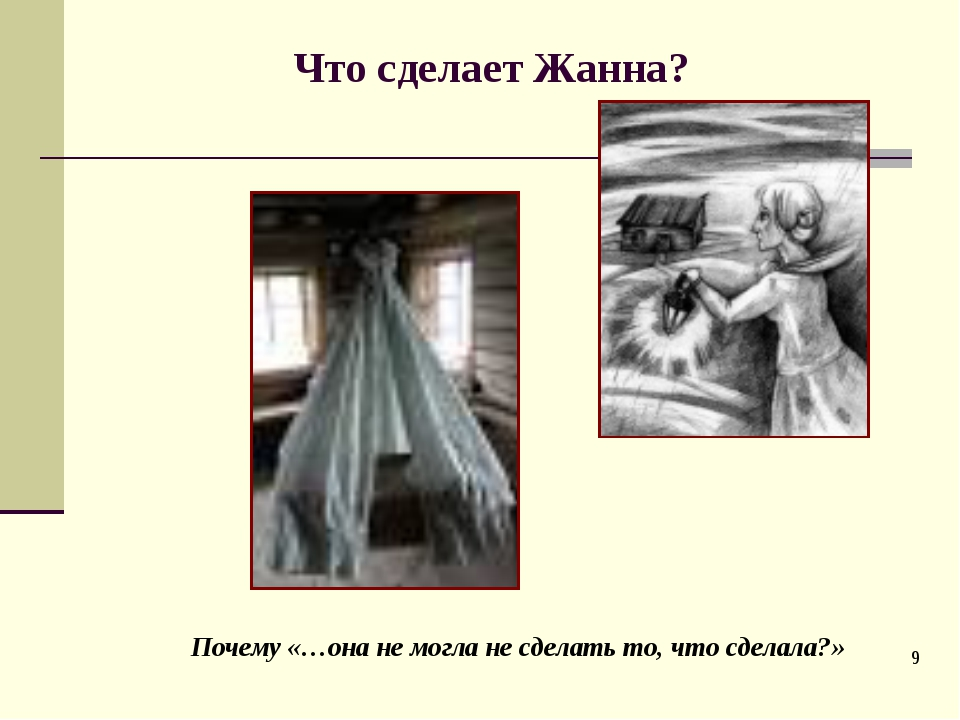 Что сделает Жанна?
Почему «…она не могла не сделать то, что сделала?»
9